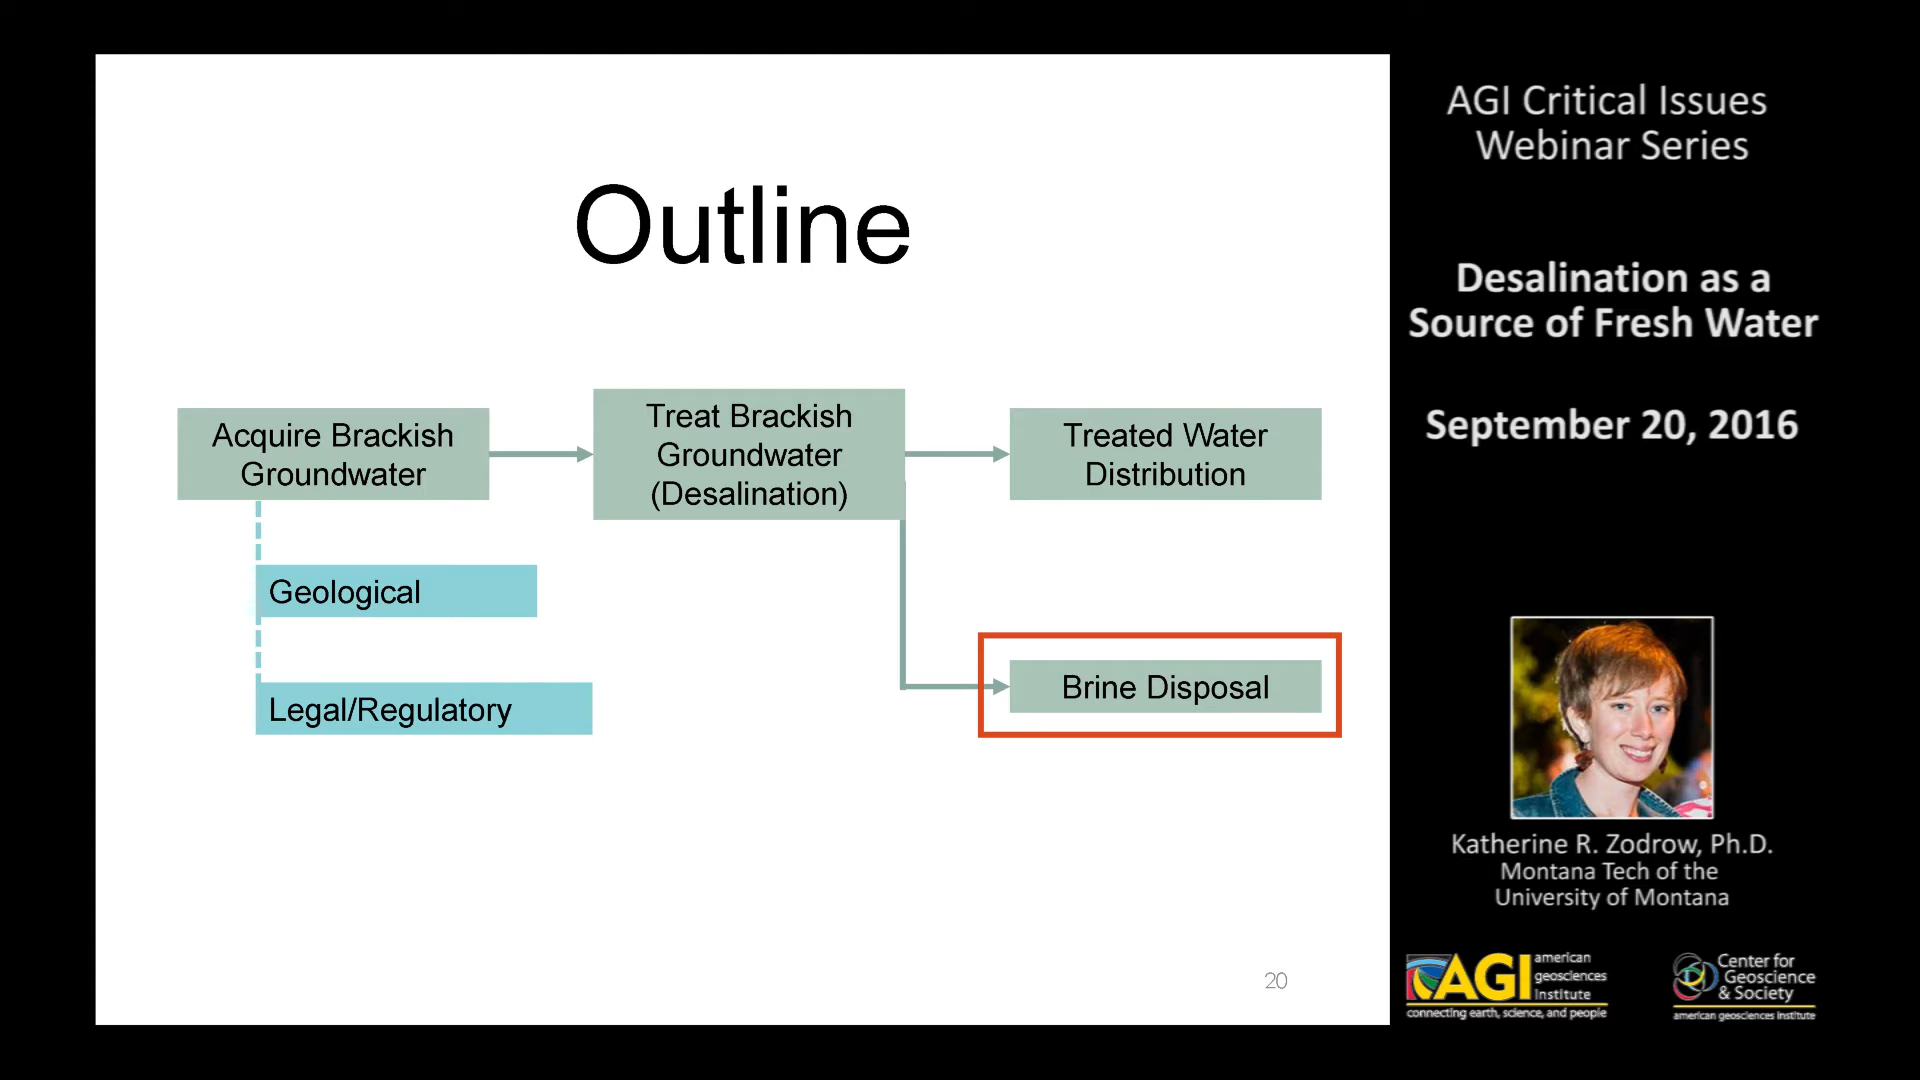 Outline
Acquire Brackish
Groundwater
Treat Brackish
Groundwater
(Desalination)
Treated Water
Distribution
Geological
Legal/Regulatory
Brine Disposal
20
AGI Critical Issues
Webinar Series
Desalination as a
Source of Fresh Water
September 20, 2016
Katherine R. Zodrow, Ph.D.
Montana Tech of the
University of Montana
AGI
american
geosciences
institute
connecting earth, science, and people
Center for
Geoscience
& Society
american geosciences institute